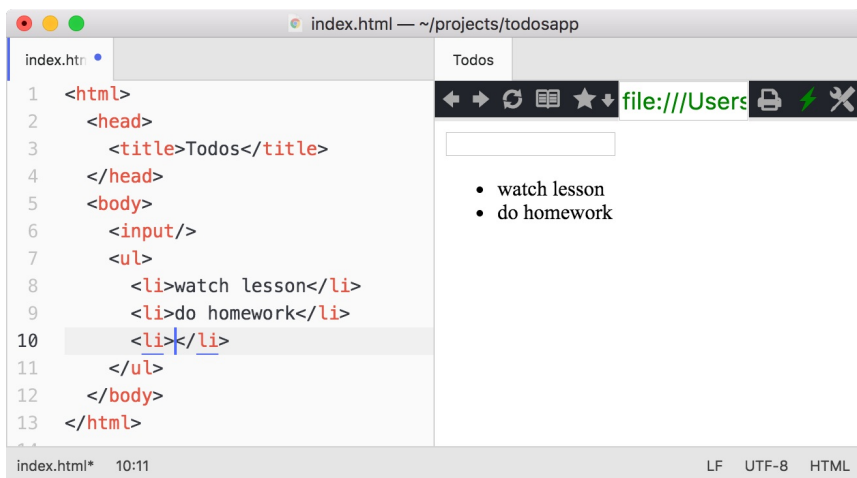 index.html — ~/projects/todosapp
index.htm
Todos
file:///Users
1 <html>
2   <head>
3     <title>Todos</title>
4   </head>
5   <body>
6     <input/>
7     <ul>
8       <li>watch lesson</li>
9       <li>do homework</li>
10       <li></li>
11     </ul>
12   </body>
13 </html>
• watch lesson
• do homework
index.html* 10:11 LF UTF-8 HTML